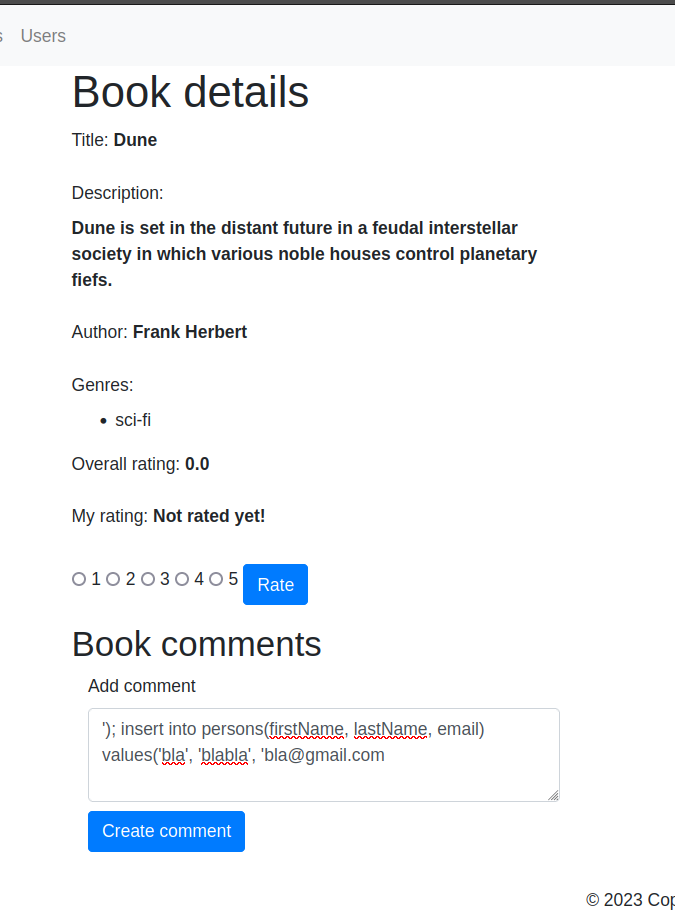 s Users
Book details
Title: Dune
Description:
Dune is set in the distant future in a feudal interstellar
society in which various noble houses control planetary
fiefs.
Author: Frank Herbert
Genres:
• sci-fi
Overall rating: 0.0
My rating: Not rated yet!
1 2 3 4 5 Rate
Book comments
Add comment
'); insert into persons(firstName, lastName, email)
values('bla', 'blabla', 'bla@gmail.com
Create comment
© 2023 Cop